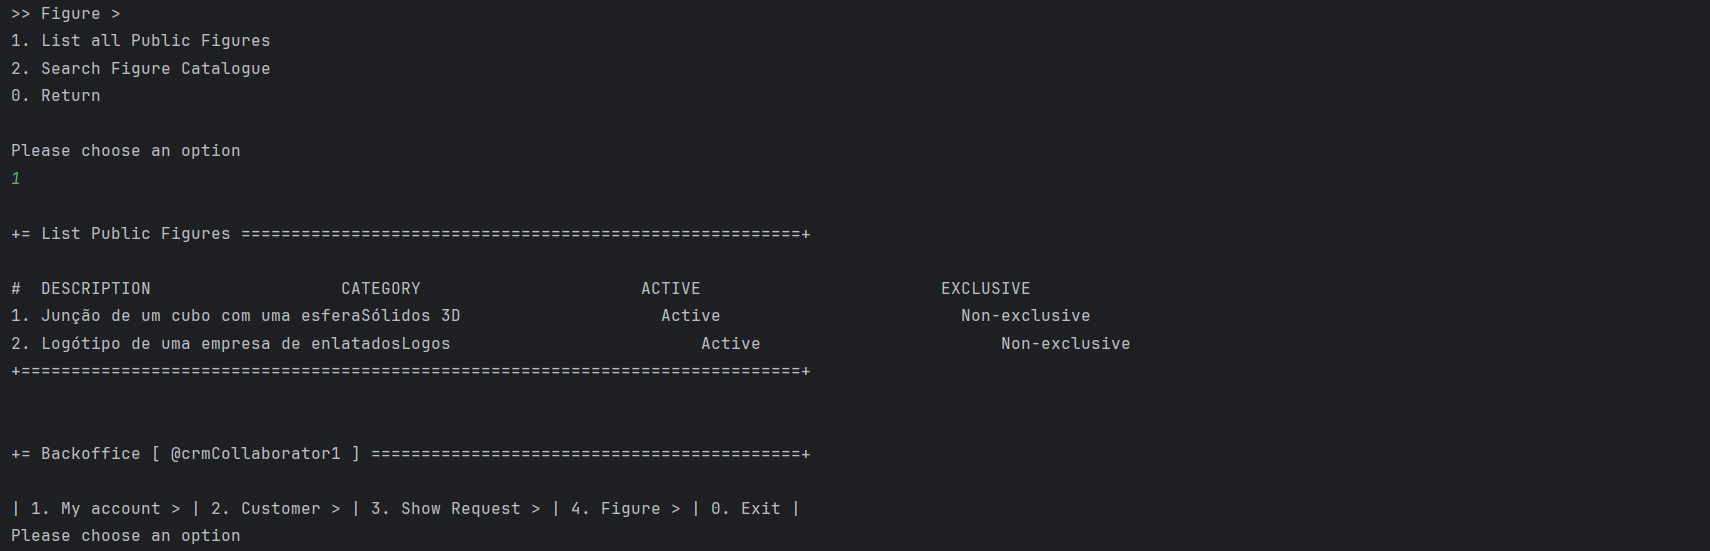 >> Figure >
1. List all Public Figures
2. Search Figure Catalogue
0. Return
Please choose an option
1
+= List Public Figures ========================================================+
#  DESCRIPTION                   CATEGORY                      ACTIVE                        EXCLUSIVE
1. Junção de um cubo com uma esferaSólidos 3D                    Active                        Non-exclusive
2. Logótipo de uma empresa de enlatadosLogos                         Active                        Non-exclusive
+==============================================================================+
+= Backoffice [ @crmCollaborator1 ] ===========================================+
| 1. My account > | 2. Customer > | 3. Show Request > | 4. Figure > | 0. Exit |
Please choose an option